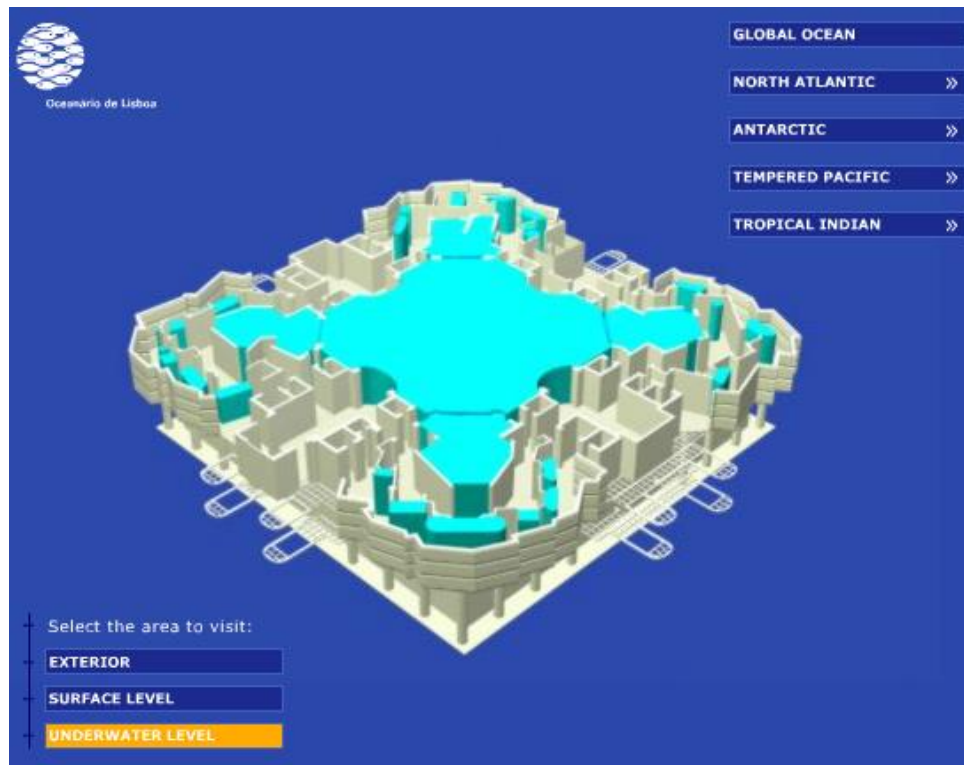 Oceanário de Lisboa
GLOBAL OCEAN
NORTH ATLANTIC »
ANTARCTIC »
TEMPERED PACIFIC »
TROPICAL INDIAN »
Select the area to visit:
EXTERIOR
SURFACE LEVEL
UNDERWATER LEVEL